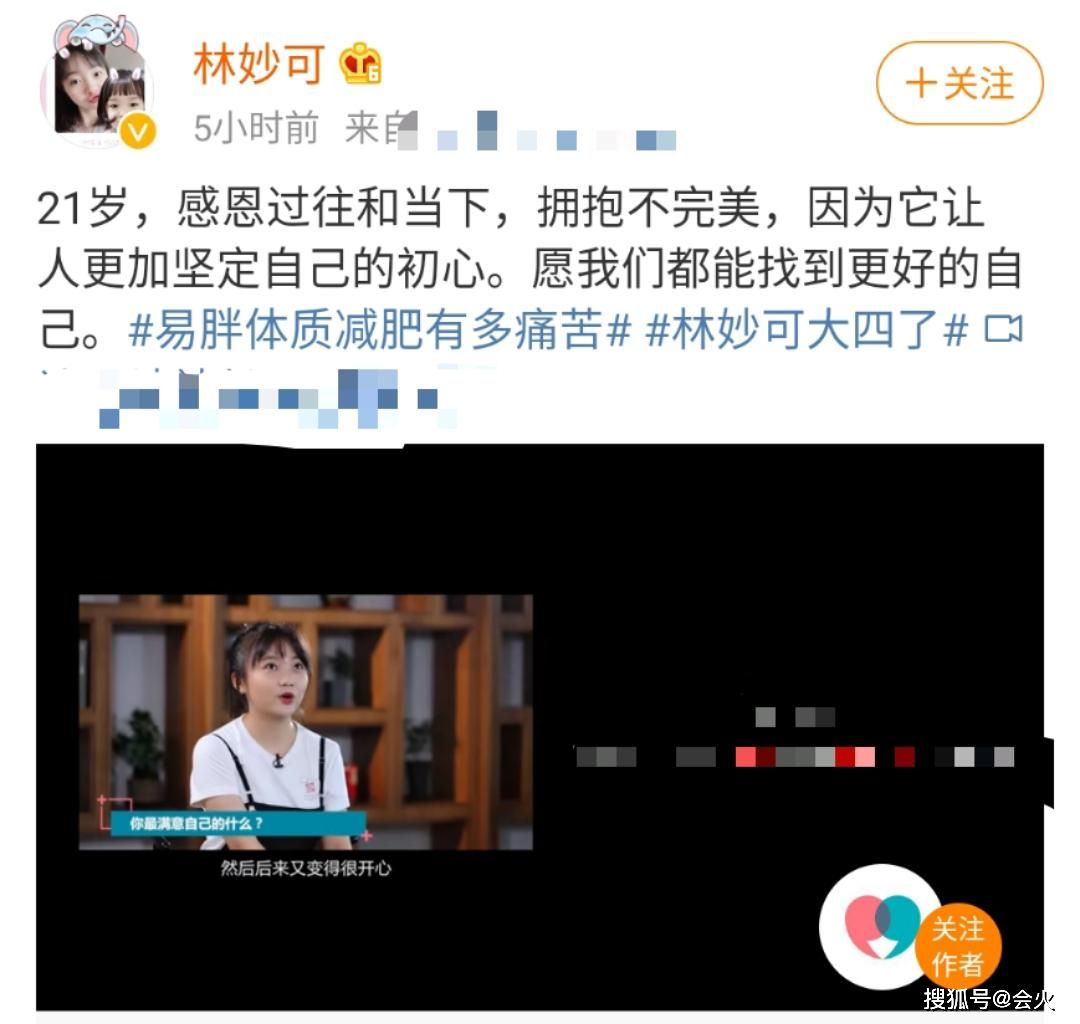 林妙可
+关注
5小时前 来自
21岁，感恩过往和当下，拥抱不完美，因为它让
人更加坚定自己的初心。愿我们都能找到更好的自
己。#易胖体质减肥有多痛苦# #林妙可大四了#
你最满意自己的什么？
然后后来又变得很开心
关注
作者
搜狐号@会火